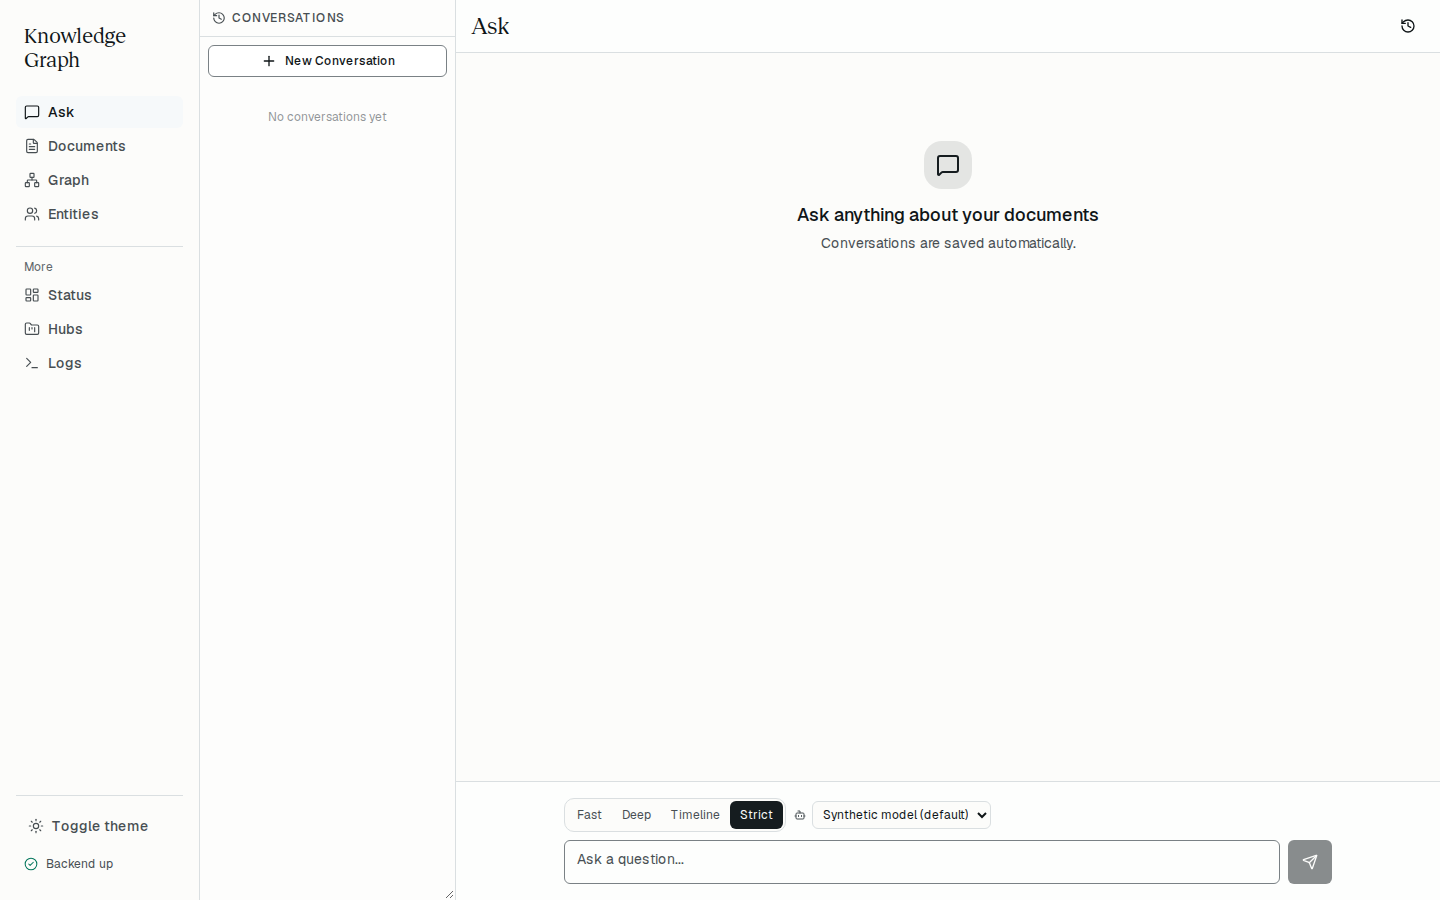 Knowledge
Graph
Ask
Documents
Graph
Entities
More
Status
Hubs
Logs
Toggle theme
Backend up
CONVERSATIONS
New Conversation
No conversations yet
Ask
Ask anything about your documents
Conversations are saved automatically.
Fast Deep Timeline Strict Synthetic model (default)
Ask a question...